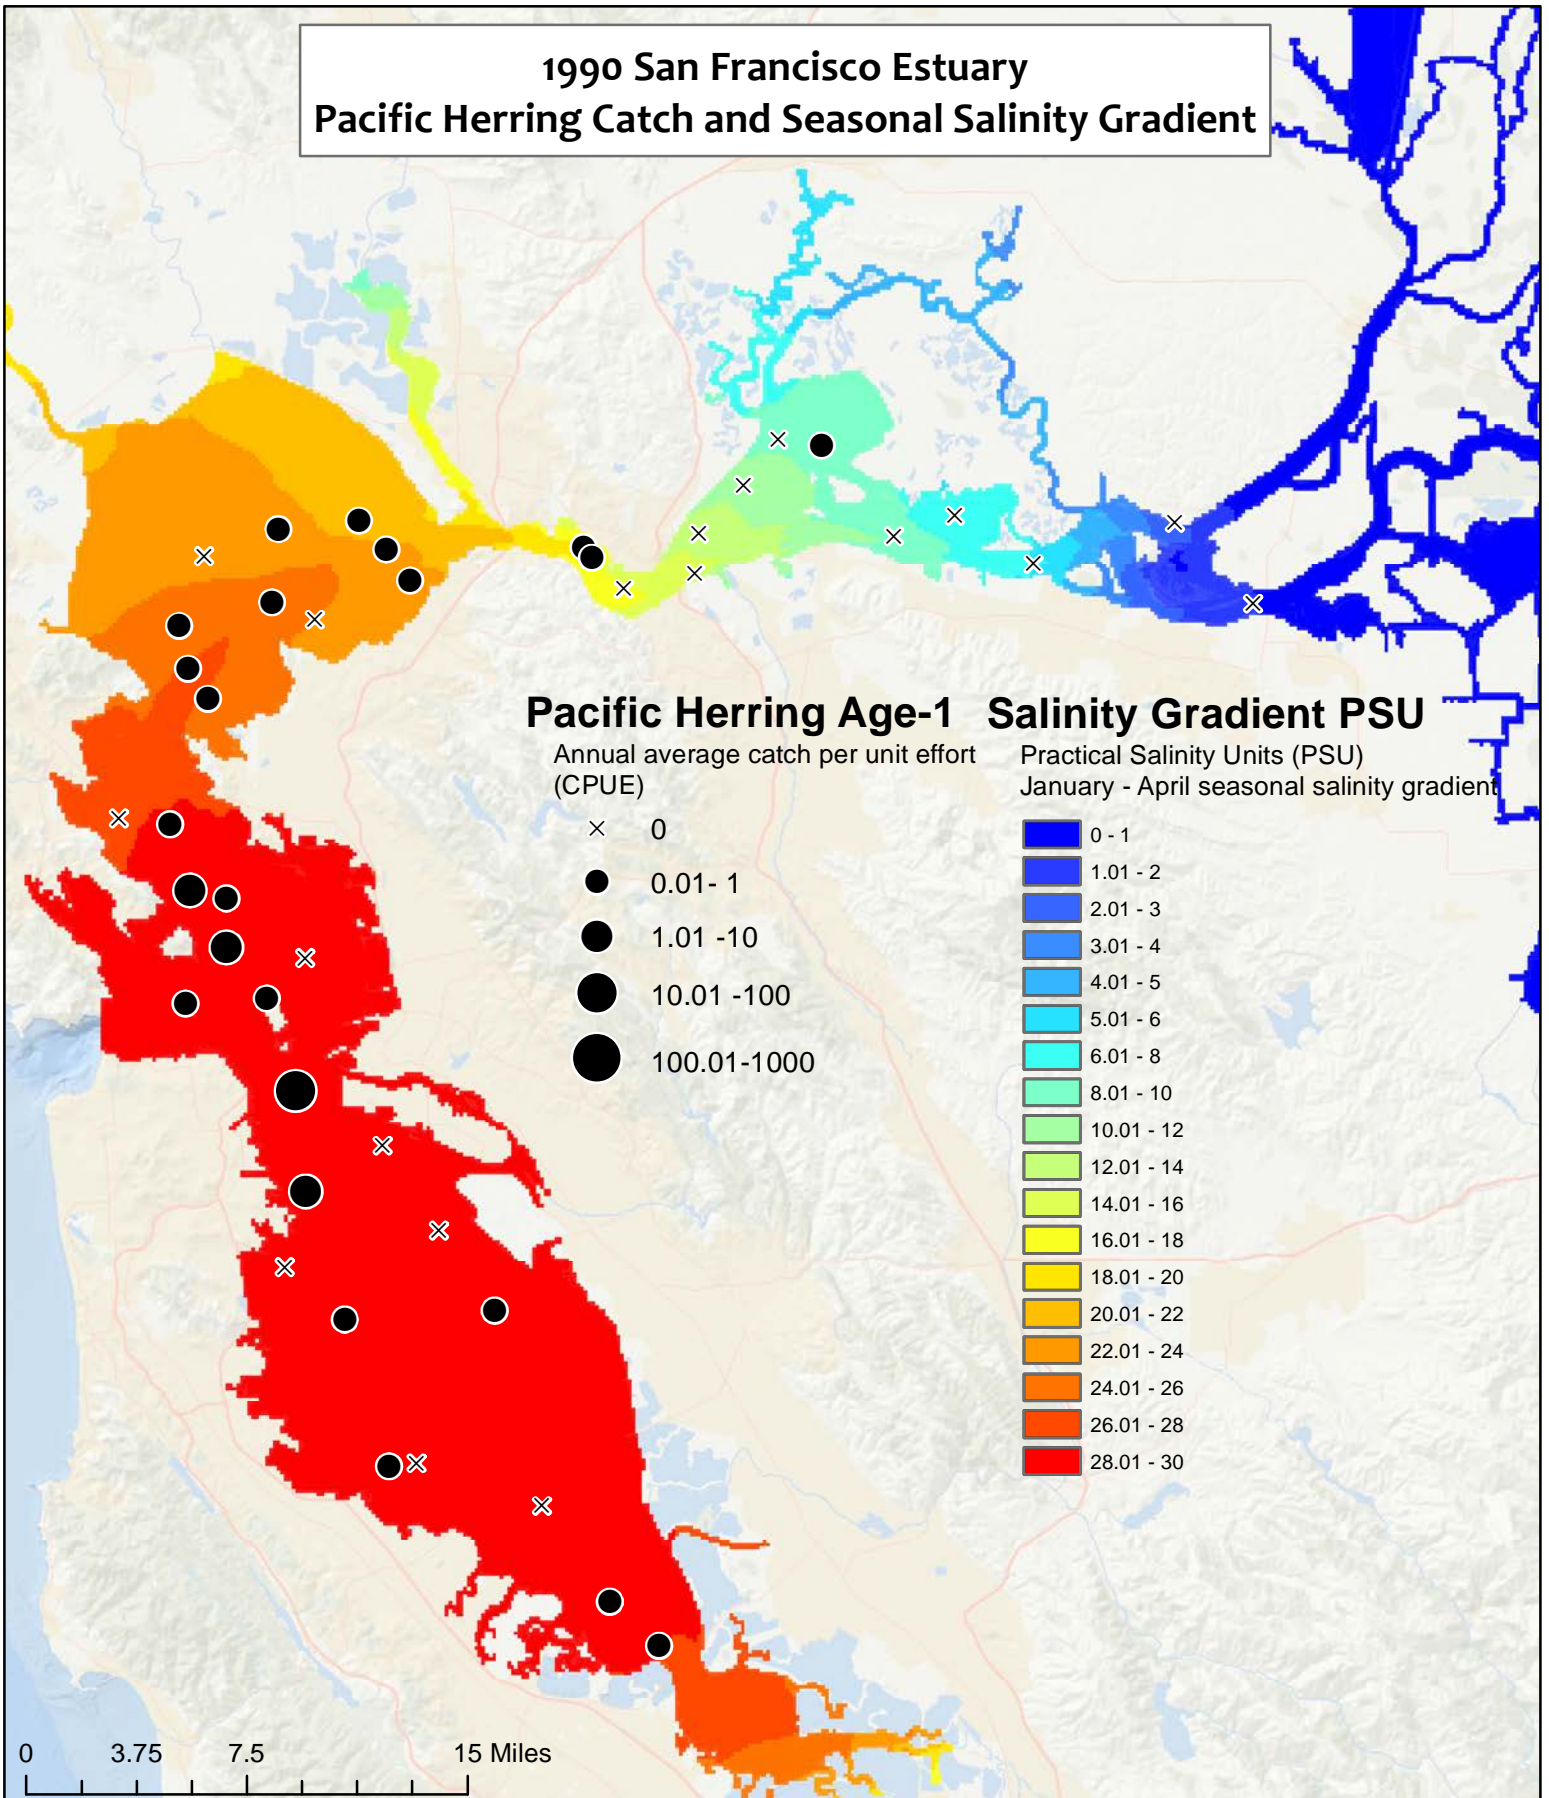 1990 San Francisco Estuary
Pacific Herring Catch and Seasonal Salinity Gradient
Pacific Herring Age-1
Annual average catch per unit effort
(CPUE)
0
0.01- 1
1.01 -10
10.01 -100
100.01-1000
Salinity Gradient PSU
Practical Salinity Units (PSU)
January - April seasonal salinity gradient
0 - 1
1.01 - 2
2.01 - 3
3.01 - 4
4.01 - 5
5.01 - 6
6.01 - 8
8.01 - 10
10.01 - 12
12.01 - 14
14.01 - 16
16.01 - 18
18.01 - 20
20.01 - 22
22.01 - 24
24.01 - 26
26.01 - 28
28.01 - 30
0 3.75 7.5 15 Miles